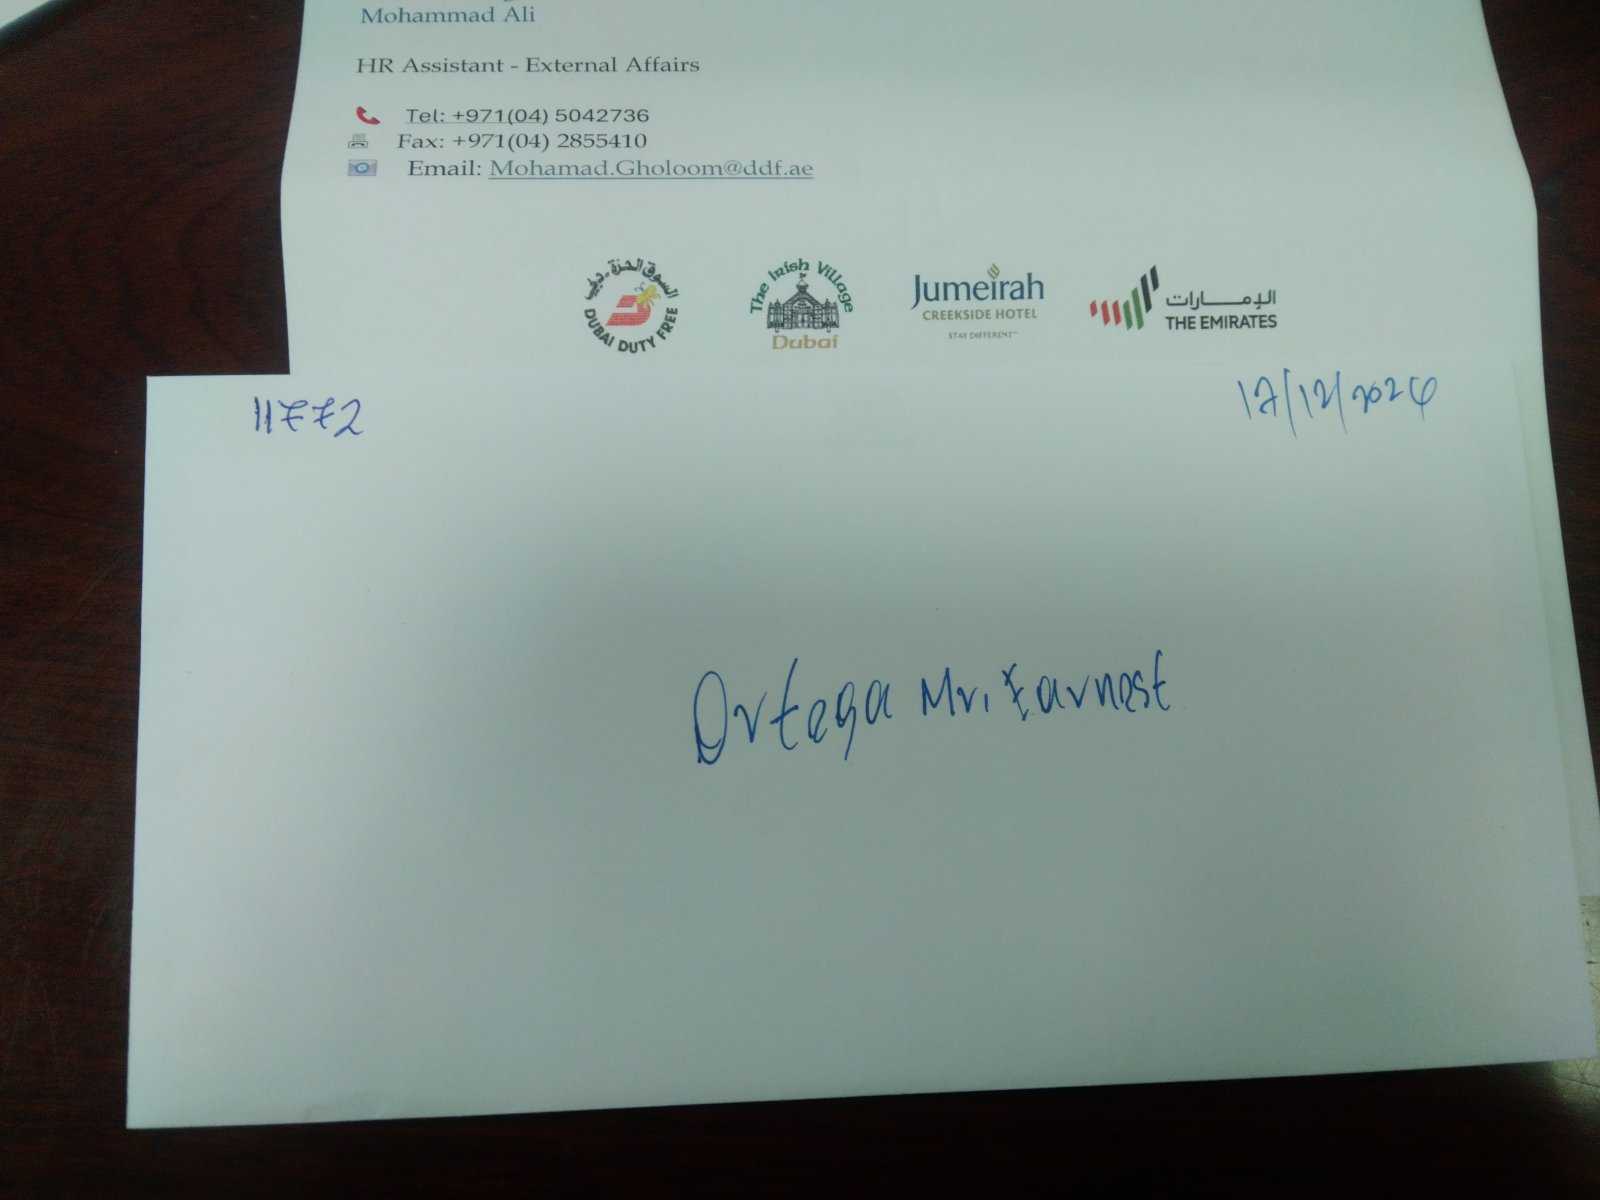 Mohammad Ali
HR Assistant - External Affairs
Tel: +971(04) 5042736
Fax: +971(04) 2855410
Email: Mohamad.Gholoom@ddf.ae
السوق الحرة - دبي
DUBAI DUTY FREE
The Irish Village
Dubai
Jumeirah
CREEKSIDE HOTEL
STAY DIFFERENT™
الإمارات
THE EMIRATES
11772
17/12/2024
Ortega Mr. Earnest